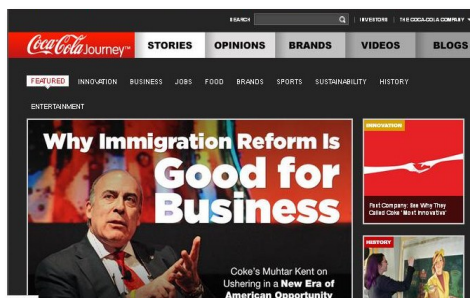 SEARCH
INVESTORS | THE COCA-COLA COMPANY
Coca-Cola Journey™ STORIES OPINIONS BRANDS VIDEOS BLOGS
FEATURED INNOVATION BUSINESS JOBS FOOD BRANDS SPORTS SUSTAINABILITY HISTORY
ENTERTAINMENT
Why Immigration Reform Is
Good for
Business
Coke's Muhtar Kent on
Ushering in a New Era of
American Opportunity
INNOVATION
Fast Company: See Why They
Called Coke 'Most Innovative'
HISTORY